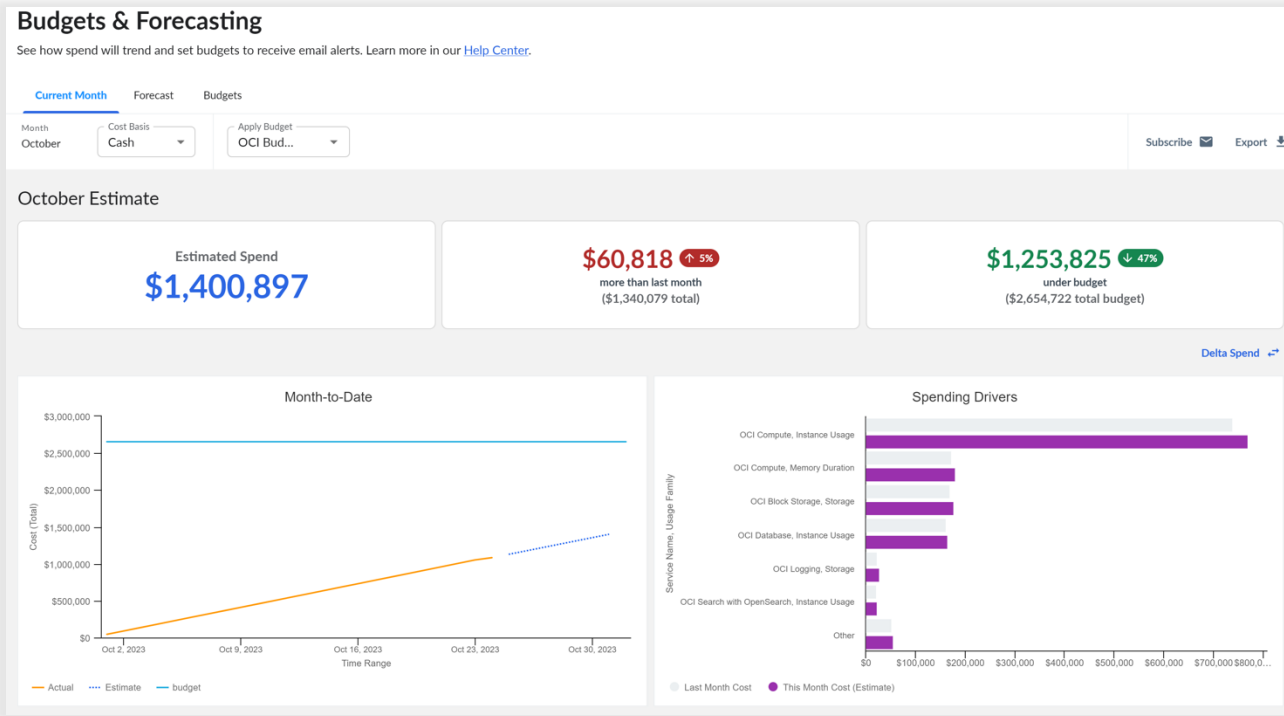 Budgets & Forecasting
See how spend will trend and set budgets to receive email alerts. Learn more in our Help Center.
Current Month Forecast Budgets
Month
October
Cost Basis
Cash
Apply Budget
OCI Bud...
Subscribe
Export
October Estimate
Estimated Spend
$1,400,897
$60,818 ↑ 5%
more than last month
($1,340,079 total)
$1,253,825 ↓ 47%
under budget
($2,654,722 total budget)
Delta Spend
Month-to-Date
Cost (Total)
$3,000,000
$2,500,000
$2,000,000
$1,500,000
$1,000,000
$500,000
$0
Oct 2, 2023 Oct 9, 2023 Oct 16, 2023 Oct 23, 2023 Oct 30, 2023
Time Range
Actual Estimate budget
Spending Drivers
Service Name, Usage Family
OCI Compute, Instance Usage
OCI Compute, Memory Duration
OCI Block Storage, Storage
OCI Database, Instance Usage
OCI Logging, Storage
OCI Search with OpenSearch, Instance Usage
Other
$0 $100,000 $200,000 $300,000 $400,000 $500,000 $600,000 $700,000 $800,0...
Last Month Cost This Month Cost (Estimate)